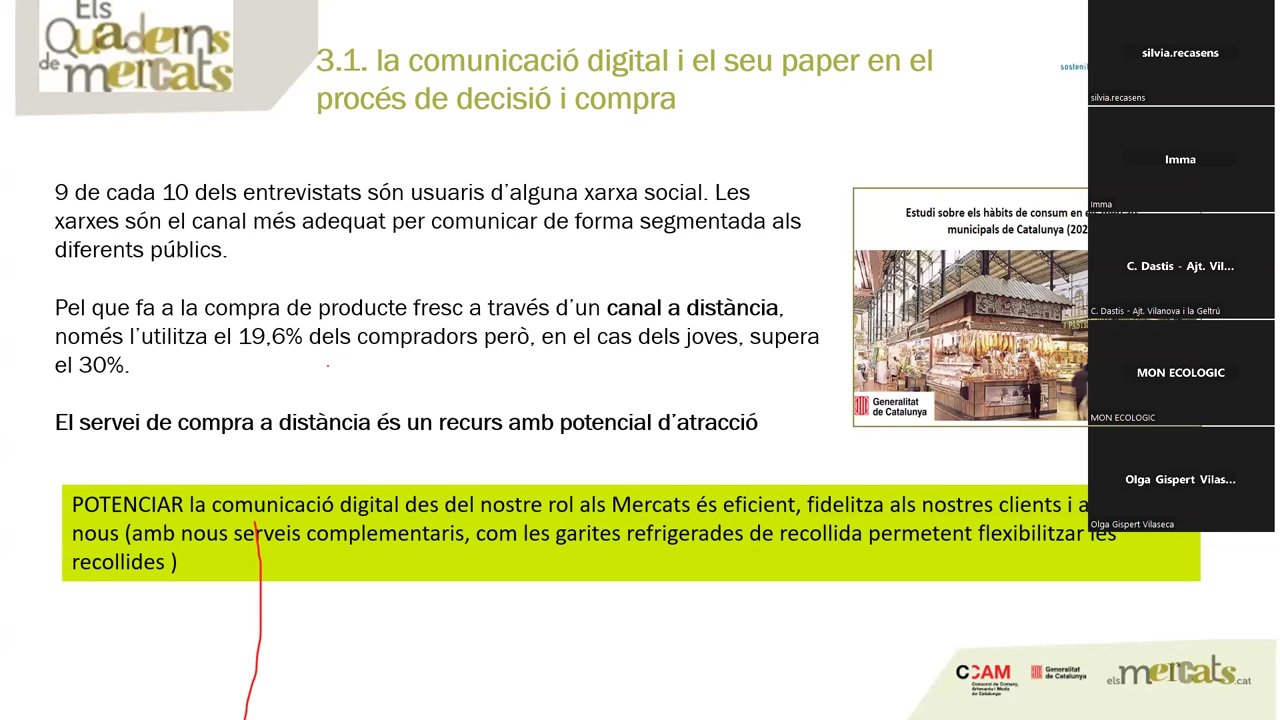 Els
Quaderns
de mercats
3.1. la comunicació digital i el seu paper en el
procés de decisió i compra
sostenil
9 de cada 10 dels entrevistats són usuaris d'alguna xarxa social. Les
xarxes són el canal més adequat per comunicar de forma segmentada als
diferents públics.
Pel que fa a la compra de producte fresc a través d'un canal a distància,
només l'utilitza el 19,6% dels compradors però, en el cas dels joves, supera
el 30%.
El servei de compra a distància és un recurs amb potencial d'atracció
Estudi sobre els hàbits de consum en
municipals de Catalunya (202
Generalitat
de Catalunya
POTENCIAR la comunicació digital des del nostre rol als Mercats és eficient, fidelitza als nostres clients i a
nous (amb nous serveis complementaris, com les garites refrigerades de recollida permetent flexibilitzar les
recollides )
silvia.recasens
silvia.recasens
Imma
Imma
C. Dastis - Ajt. Vil...
C. Dastis - Ajt. Vilanova i la Geltrú
MON ECOLOGIC
MON ECOLOGIC
Olga Gispert Vilas...
Olga Gispert Vilaseca
CCAM
Consorci de Comerç,
Artesania i Moda
de Catalunya
Generalitat
de Catalunya
els mercats.cat